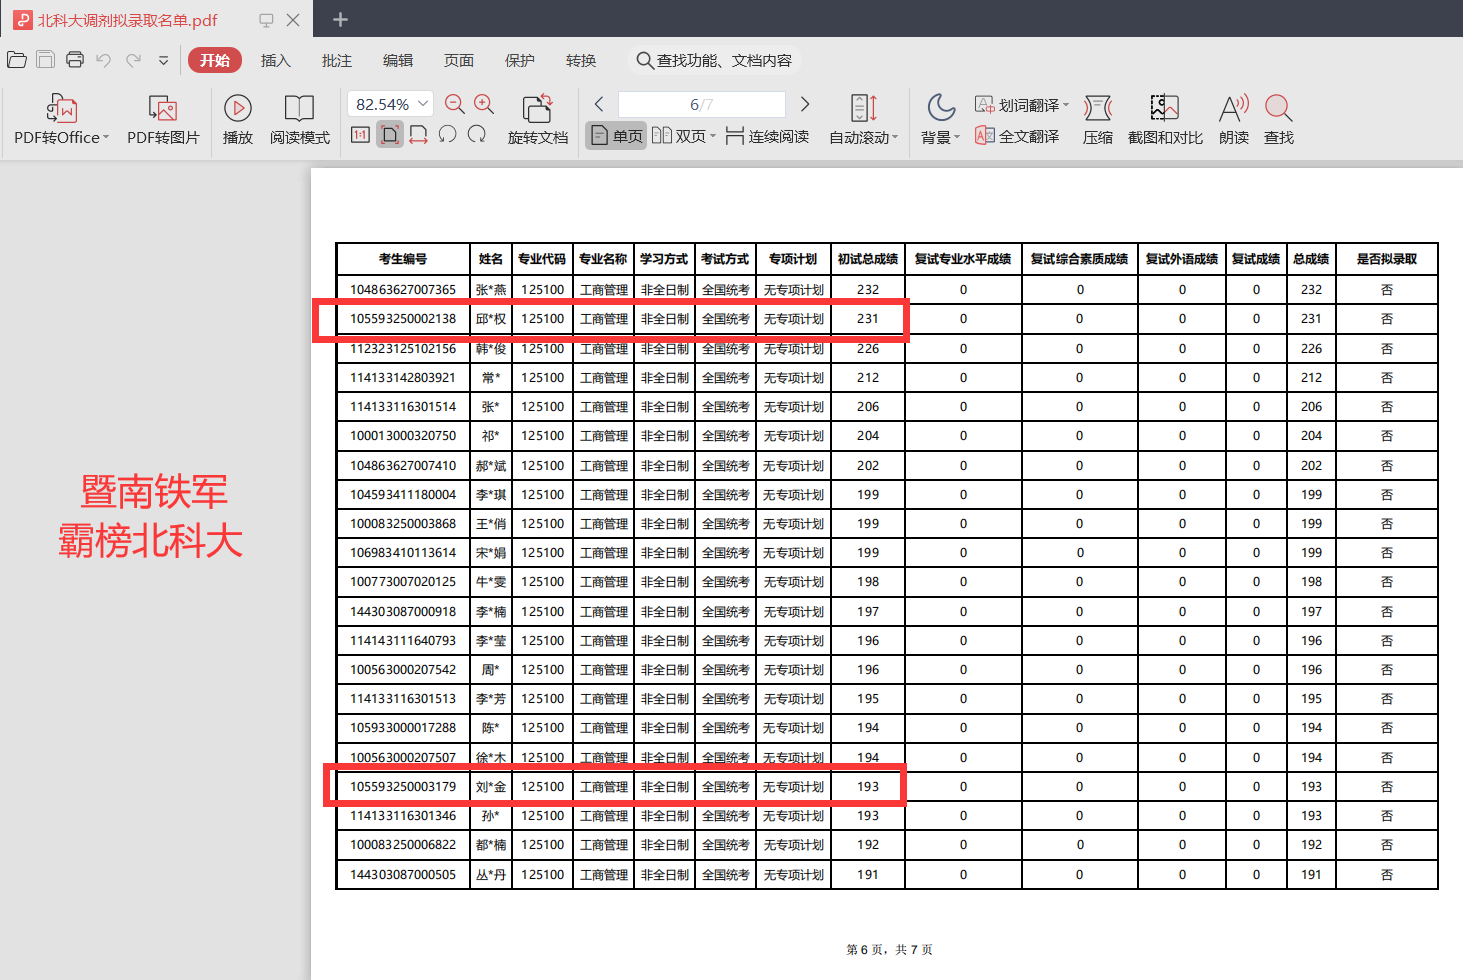 北科大调剂拟录取名单.pdf
开始 插入 批注 编辑 页面 保护 转换 查找功能、文档内容
PDF转Office PDF转图片 播放 阅读模式 82.54% 1:1 旋转文档 6/7 单页 双页 连续阅读 自动滚动 背景 划词翻译 全文翻译 压缩 截图和对比 朗读 查找
暨南铁军
霸榜北科大
考生编号 姓名 专业代码 专业名称 学习方式 考试方式 专项计划 初试总成绩 复试专业水平成绩 复试综合素质成绩 复试外语成绩 复试成绩 总成绩 是否拟录取
104863627007365 张*燕 125100 工商管理 非全日制 全国统考 无专项计划 232 0 0 0 0 232 否
105593250002138 邱*权 125100 工商管理 非全日制 全国统考 无专项计划 231 0 0 0 0 231 否
112323125102156 韩*俊 125100 工商管理 非全日制 全国统考 无专项计划 226 0 0 0 0 226 否
114133142803921 常* 125100 工商管理 非全日制 全国统考 无专项计划 212 0 0 0 0 212 否
114133116301514 张* 125100 工商管理 非全日制 全国统考 无专项计划 206 0 0 0 0 206 否
100013000320750 祁* 125100 工商管理 非全日制 全国统考 无专项计划 204 0 0 0 0 204 否
104863627007410 郝*斌 125100 工商管理 非全日制 全国统考 无专项计划 202 0 0 0 0 202 否
104593411180004 李*琪 125100 工商管理 非全日制 全国统考 无专项计划 199 0 0 0 0 199 否
100083250003868 王*俏 125100 工商管理 非全日制 全国统考 无专项计划 199 0 0 0 0 199 否
106983410113614 宋*娟 125100 工商管理 非全日制 全国统考 无专项计划 199 0 0 0 0 199 否
100773007020125 牛*雯 125100 工商管理 非全日制 全国统考 无专项计划 198 0 0 0 0 198 否
144303087000918 李*楠 125100 工商管理 非全日制 全国统考 无专项计划 197 0 0 0 0 197 否
114143111640793 李*莹 125100 工商管理 非全日制 全国统考 无专项计划 196 0 0 0 0 196 否
100563000207542 周* 125100 工商管理 非全日制 全国统考 无专项计划 196 0 0 0 0 196 否
114133116301513 李*芳 125100 工商管理 非全日制 全国统考 无专项计划 195 0 0 0 0 195 否
105933000017288 陈* 125100 工商管理 非全日制 全国统考 无专项计划 194 0 0 0 0 194 否
100563000207507 徐*木 125100 工商管理 非全日制 全国统考 无专项计划 194 0 0 0 0 194 否
105593250003179 刘*金 125100 工商管理 非全日制 全国统考 无专项计划 193 0 0 0 0 193 否
114133116301346 孙* 125100 工商管理 非全日制 全国统考 无专项计划 193 0 0 0 0 193 否
100083250006822 都*楠 125100 工商管理 非全日制 全国统考 无专项计划 192 0 0 0 0 192 否
144303087000505 丛*丹 125100 工商管理 非全日制 全国统考 无专项计划 191 0 0 0 0 191 否
第 6 页，共 7 页